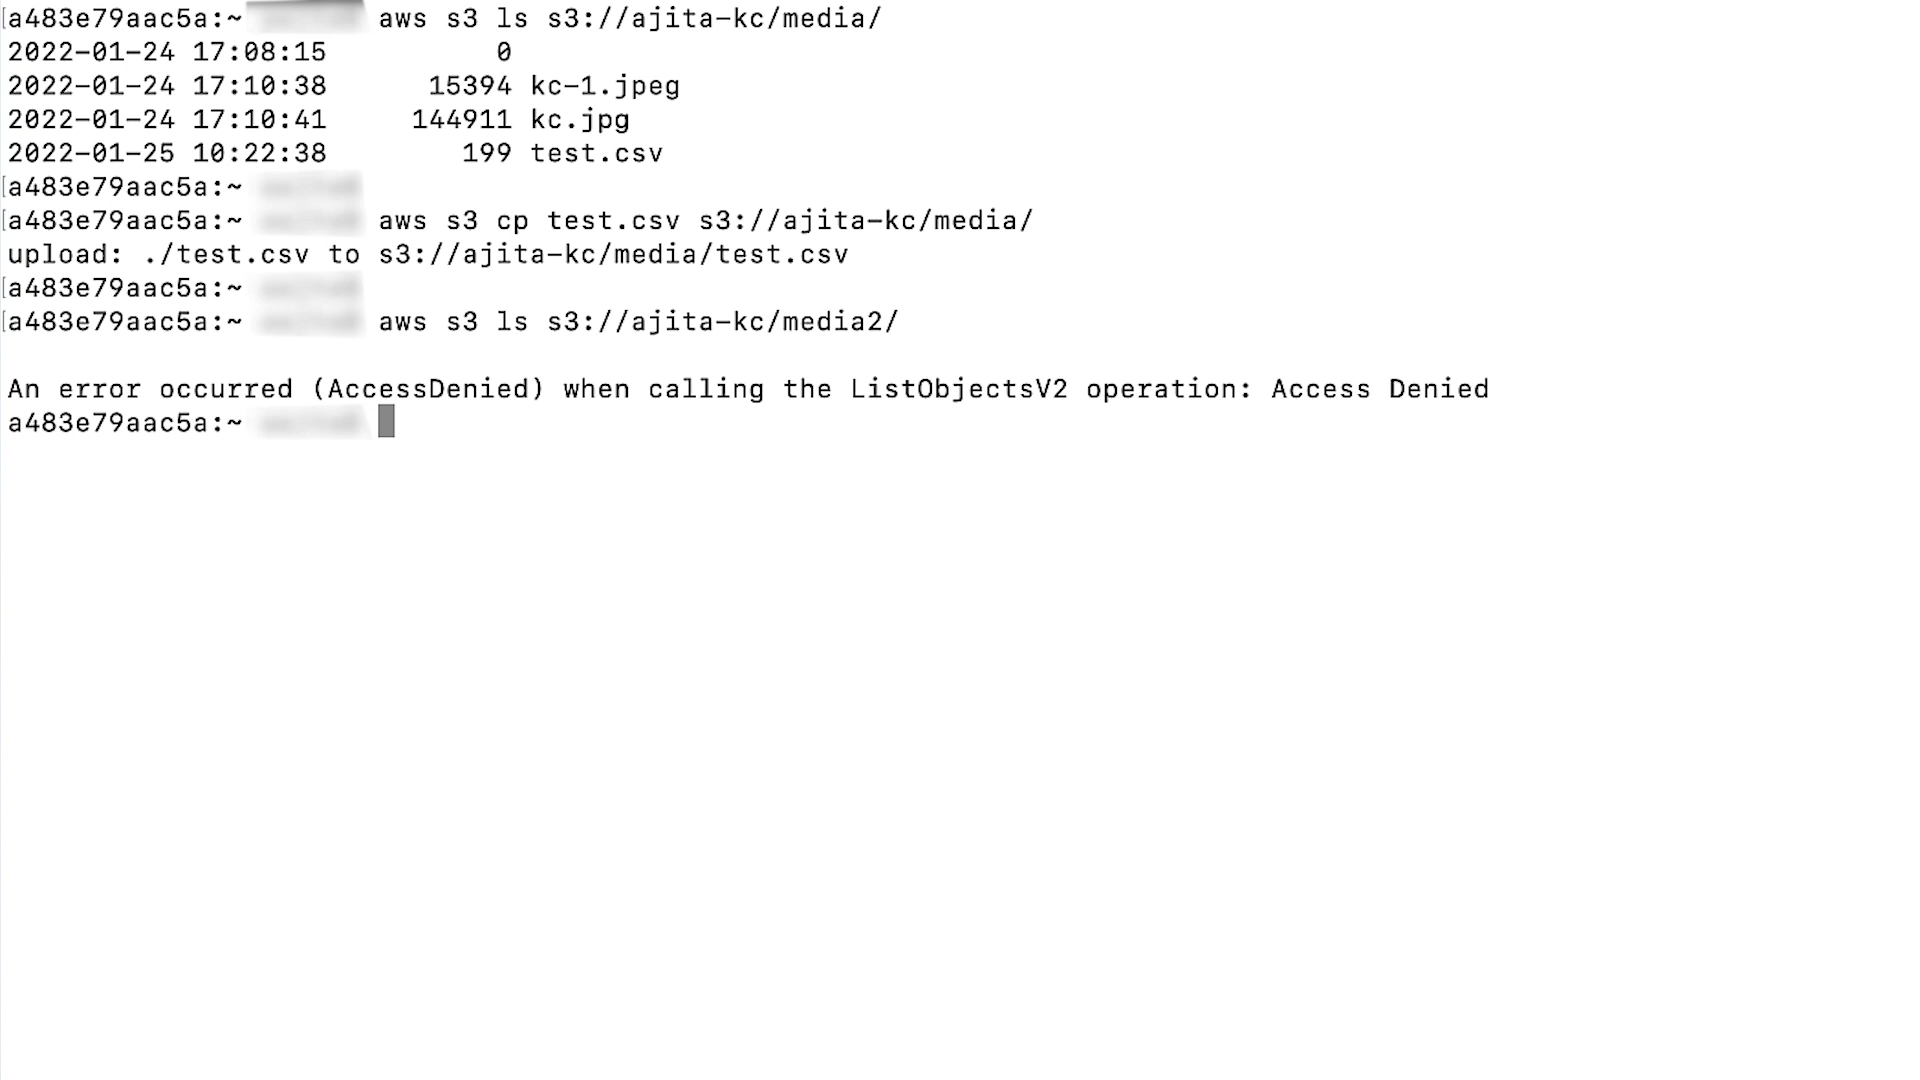 [a483e79aac5a:~ aws s3 ls s3://ajita-kc/media/
2022-01-24 17:08:15          0
2022-01-24 17:10:38      15394 kc-1.jpeg
2022-01-24 17:10:41     144911 kc.jpg
2022-01-25 10:22:38        199 test.csv
[a483e79aac5a:~
[a483e79aac5a:~ aws s3 cp test.csv s3://ajita-kc/media/
upload: ./test.csv to s3://ajita-kc/media/test.csv
[a483e79aac5a:~
[a483e79aac5a:~ aws s3 ls s3://ajita-kc/media2/
An error occurred (AccessDenied) when calling the ListObjectsV2 operation: Access Denied
a483e79aac5a:~